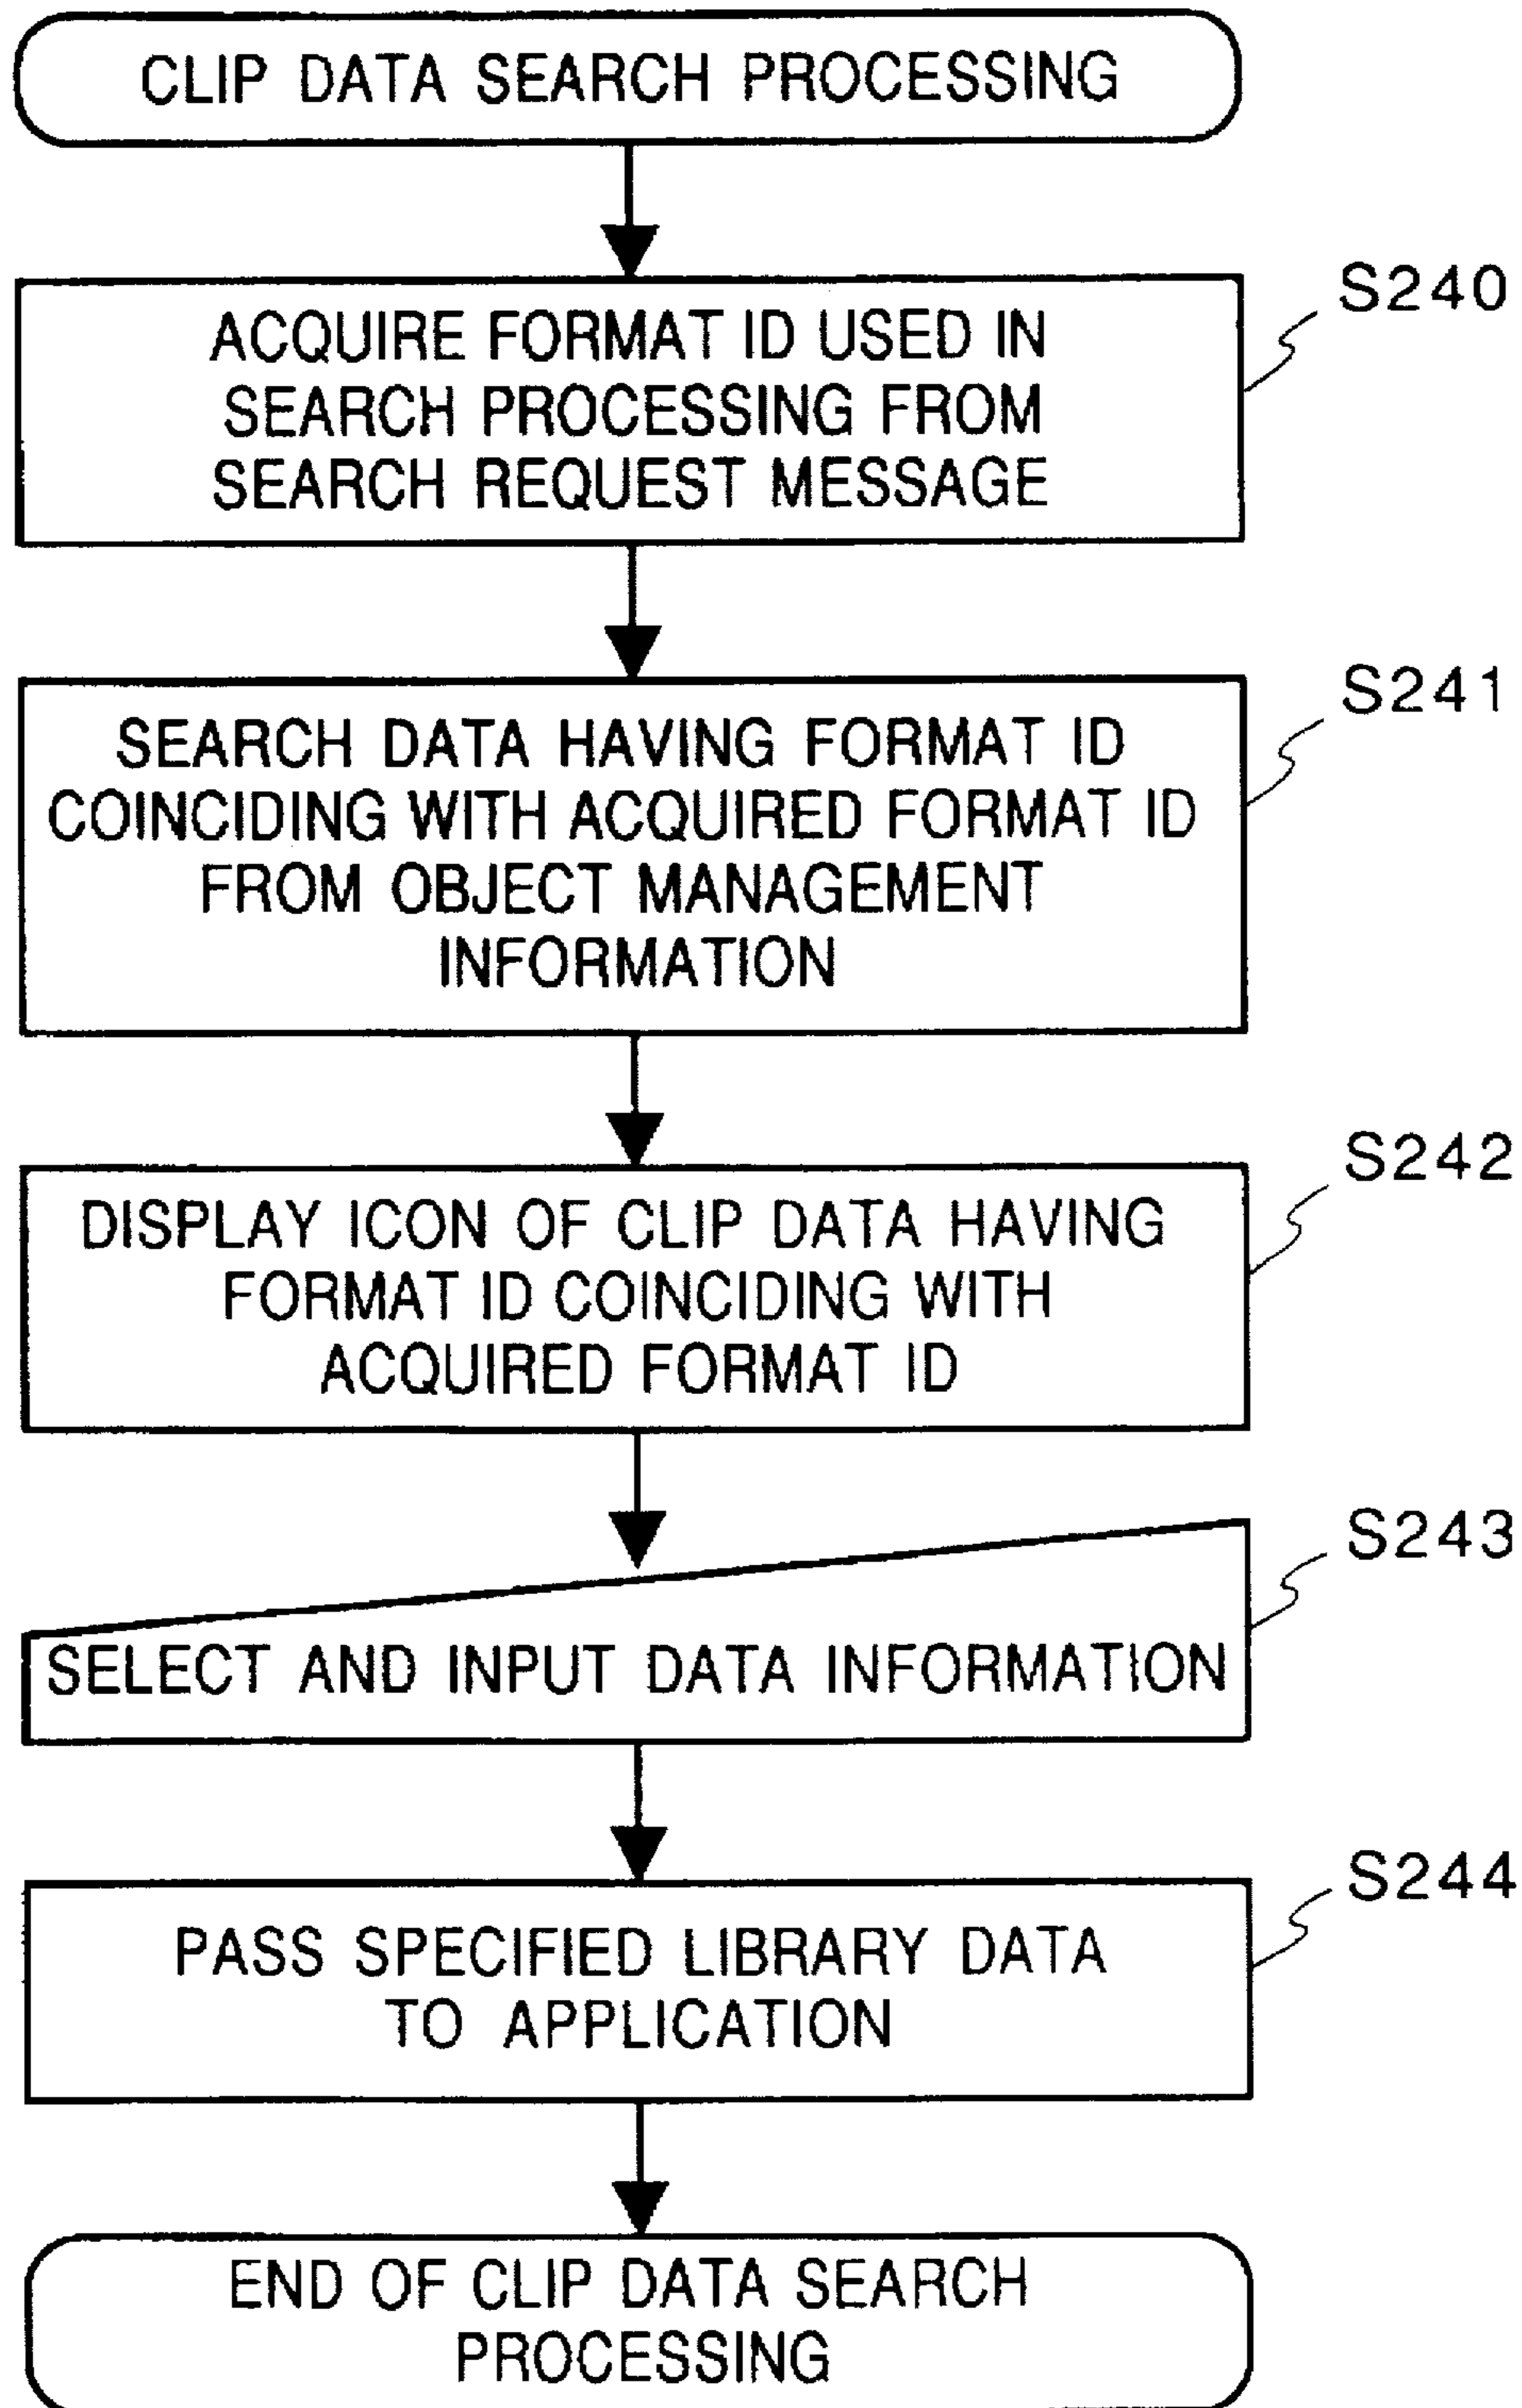 CLIP DATA SEARCH PROCESSING
S240
ACQUIRE FORMAT ID USED IN
SEARCH PROCESSING FROM
SEARCH REQUEST MESSAGE
S241
SEARCH DATA HAVING FORMAT ID
COINCIDING WITH ACQUIRED FORMAT ID
FROM OBJECT MANAGEMENT
INFORMATION
S242
DISPLAY ICON OF CLIP DATA HAVING
FORMAT ID COINCIDING WITH
ACQUIRED FORMAT ID
S243
SELECT AND INPUT DATA INFORMATION
S244
PASS SPECIFIED LIBRARY DATA
TO APPLICATION
END OF CLIP DATA SEARCH
PROCESSING